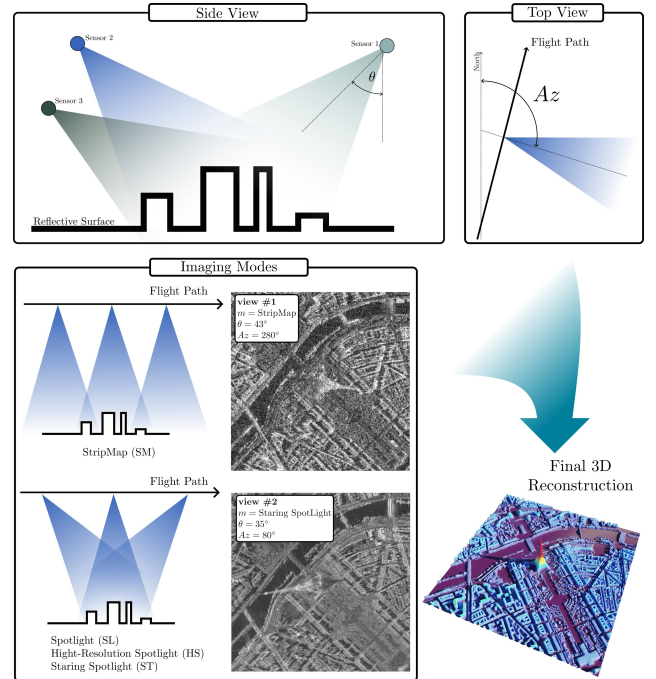 Side View
Sensor 2
Sensor 1
θ
Sensor 3
Reflective Surface
Top View
Flight Path
North
Az
Imaging Modes
Flight Path
view #1
m = StripMap
θ = 43°
Az = 280°
StripMap (SM)
Flight Path
view #2
m = Staring SpotLight
θ = 35°
Az = 80°
Spotlight (SL)
Hight-Resolution Spotlight (HS)
Staring Spotlight (ST)
Final 3D
Reconstruction